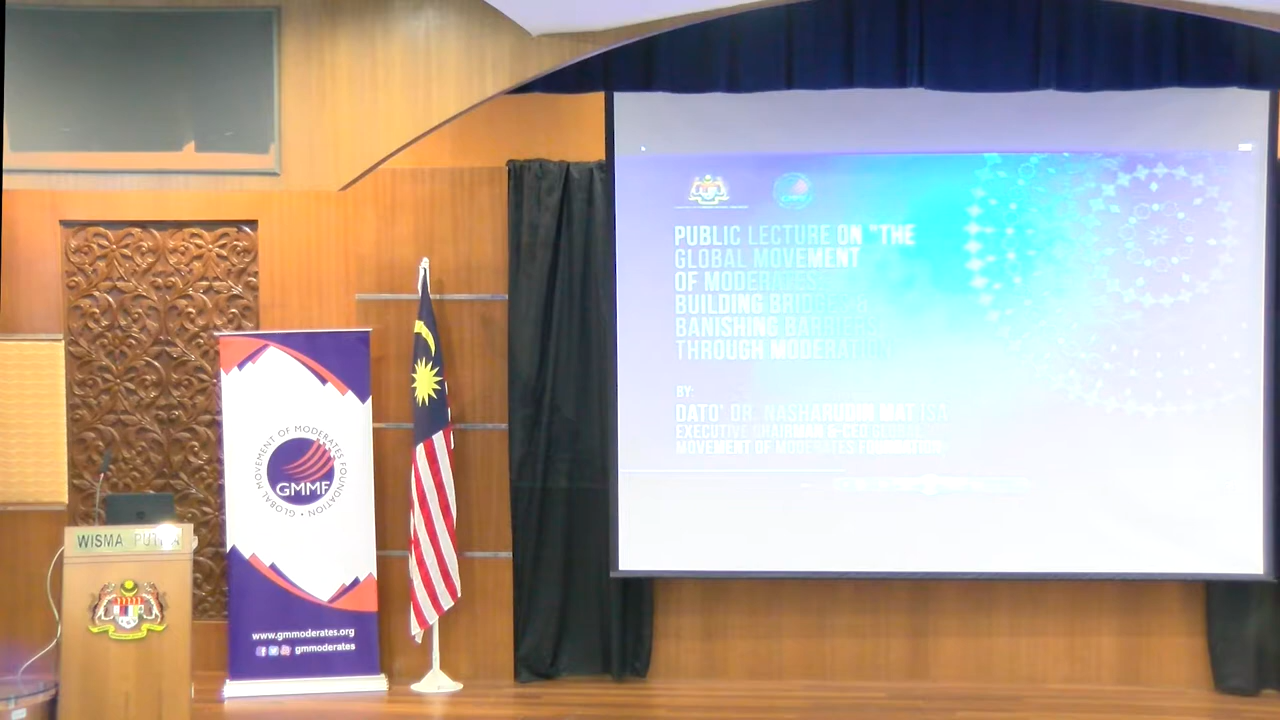 PUBLIC LECTURE ON "THE
GLOBAL MOVEMENT
OF MODERATES
BUILDING BRIDGES
BANISHING BARRIERS
THROUGH MODERATION
BY:
DATO' DR. NASHARUDIN MAT ISA
EXECUTIVE CHAIRMAN & CEO GLOBAL
MOVEMENT OF MODERATES FOUNDATION
GLOBAL MOVEMENT OF MODERATES FOUNDATION •
GMMF
www.gmmoderates.org
gmmoderates
WISMA PUTRA